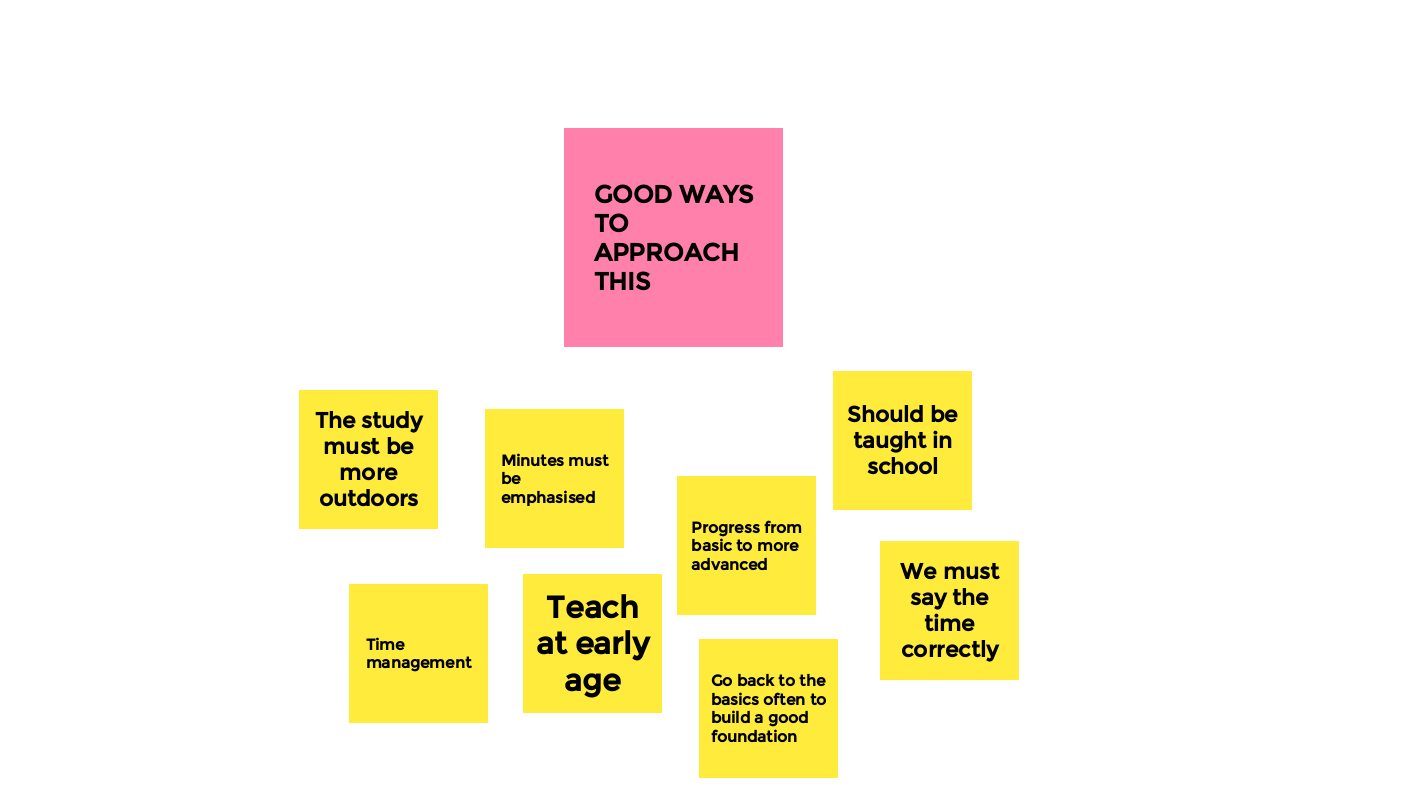 GOOD WAYS
TO
APPROACH
THIS
The study
must be
more
outdoors
Minutes must
be
emphasised
Progress from
basic to more
advanced
Should be
taught in
school
Time
management
Teach
at early
age
Go back to the
basics often to
build a good
foundation
We must
say the
time
correctly